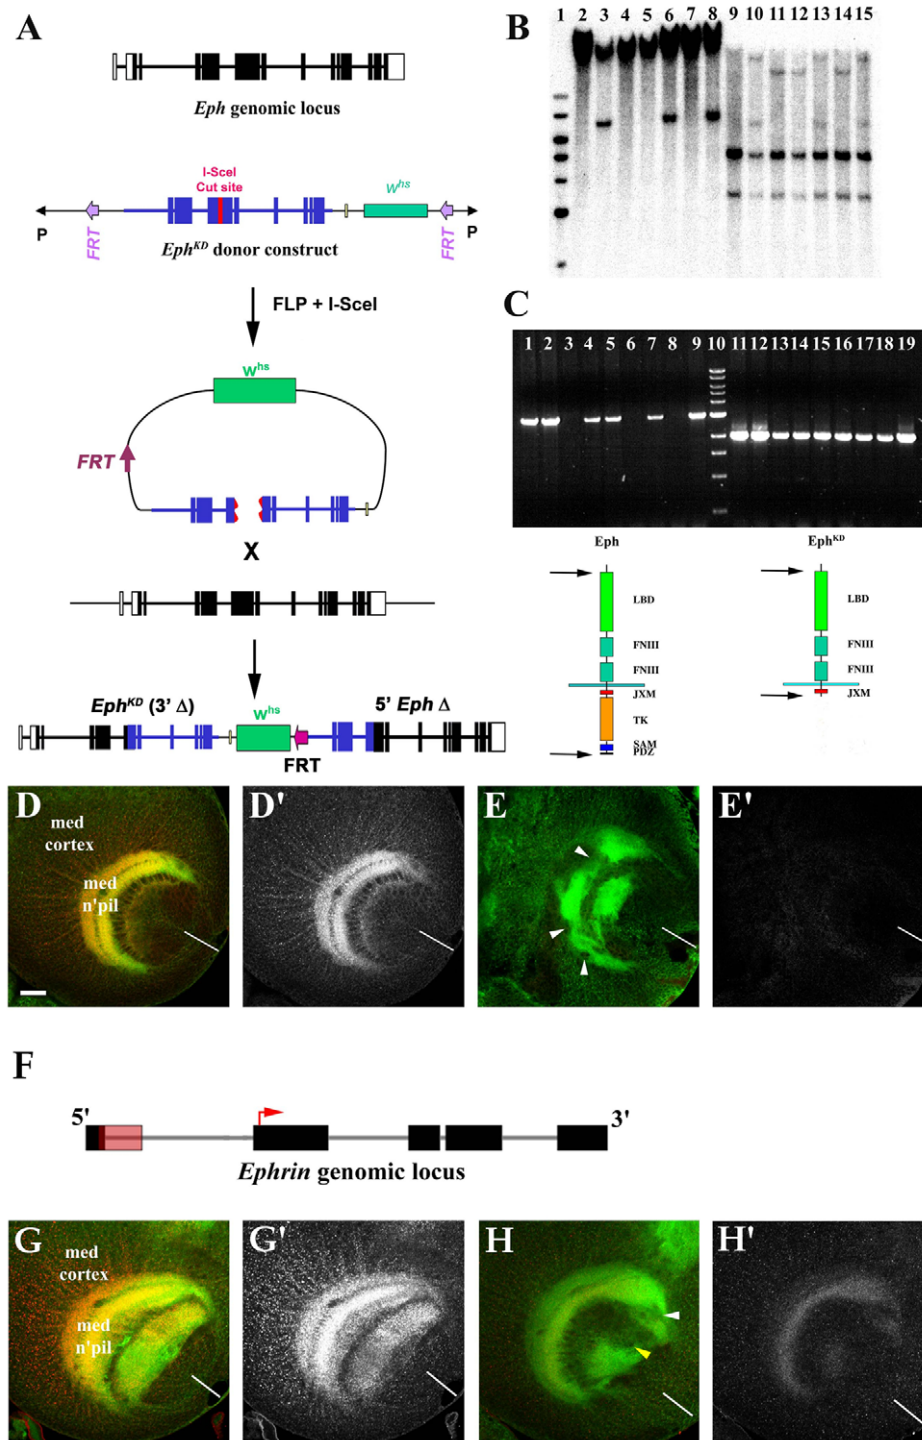 A
Eph genomic locus
I-SceI
Cut site
W^hs
P
FRT
Eph^KD donor construct
FRT
P
FLP + I-SceI
W^hs
FRT
X
Eph^KD (3' Δ)
W^hs
5' Eph Δ
FRT
B
1 2 3 4 5 6 7 8 9 10 11 12 13 14 15
C
1 2 3 4 5 6 7 8 9 10 11 12 13 14 15 16 17 18 19
Eph
LBD
FNIII
FNIII
JXM
TK
SAM
PDZ
Eph^KD
LBD
FNIII
FNIII
JXM
D
med
cortex
med
n'pil
D'
E
E'
F
5'
3'
Ephrin genomic locus
G
med
cortex
med
n'pil
G'
H
H'